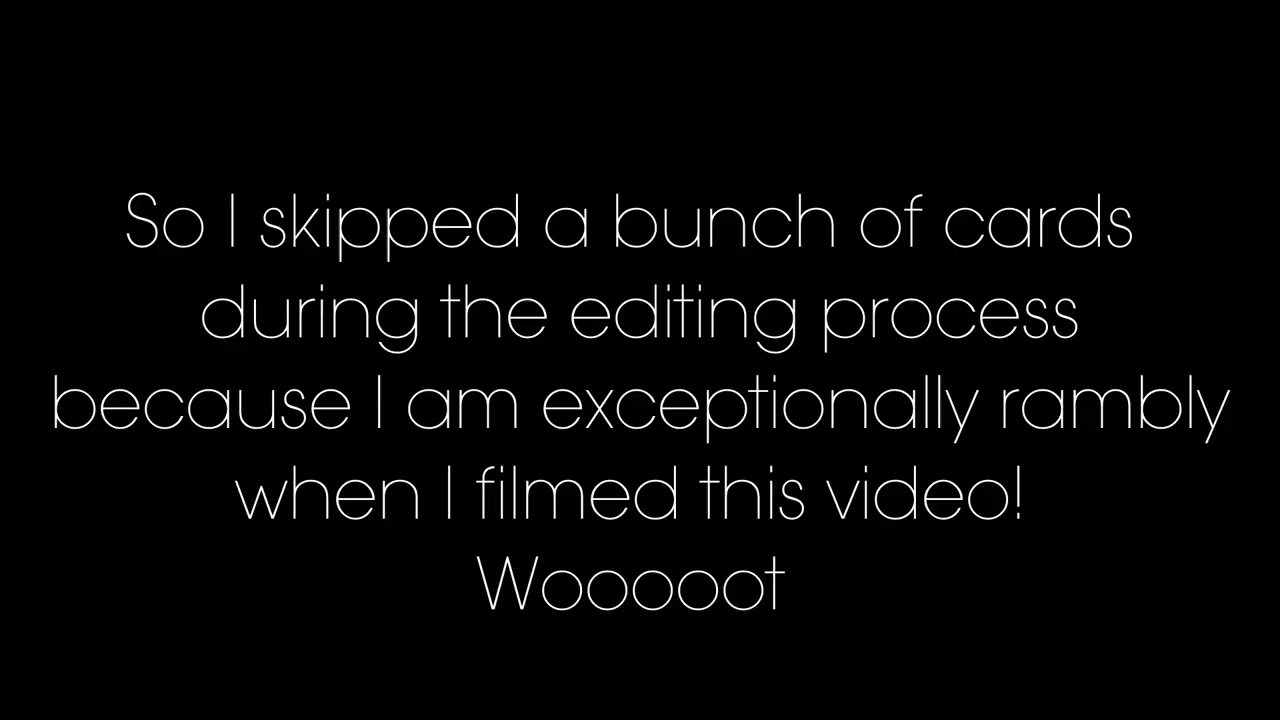 So I skipped a bunch of cards
during the editing process
because I am exceptionally rambly
when I filmed this video!
Wooooot